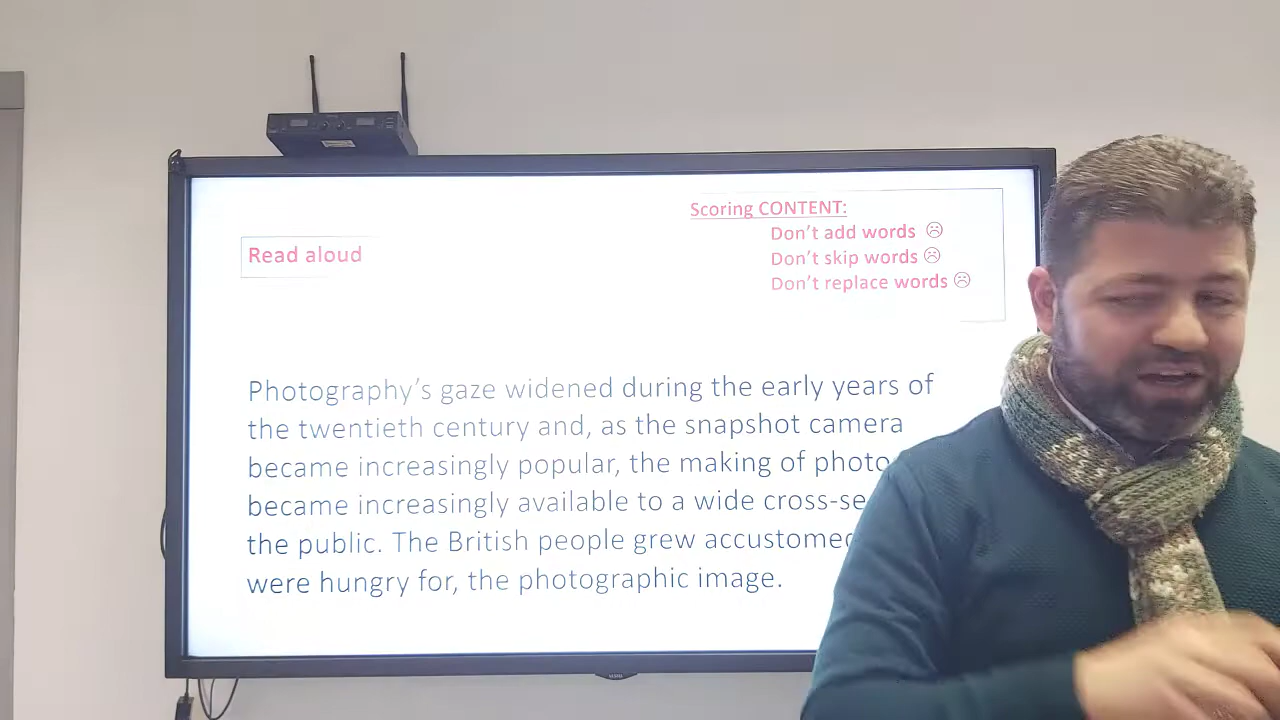 Scoring CONTENT:
Don't add words ☹
Don't skip words ☹
Don't replace words ☹
Read aloud
Photography's gaze widened during the early years of
the twentieth century and, as the snapshot camera
became increasingly popular, the making of photo
became increasingly available to a wide cross-se
the public. The British people grew accustomed
were hungry for, the photographic image.